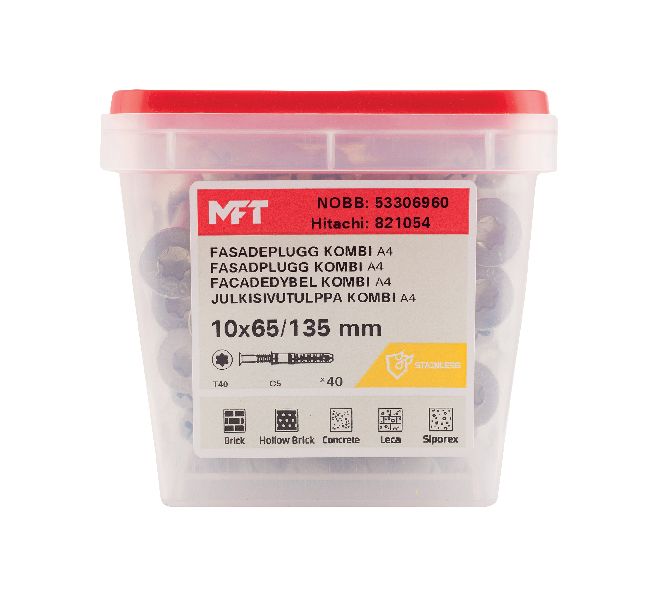 MFT
NOBB: 53306960
Hitachi: 821054
FASADEPLUGG KOMBI A4
FASADPLUGG KOMBI A4
FACADEDYBEL KOMBI A4
JULKISIVUTULPPA KOMBI A4
10x65/135 mm
STAINLESS
T40 C5 *40
Brick Hollow Brick Concrete Leca Siporex